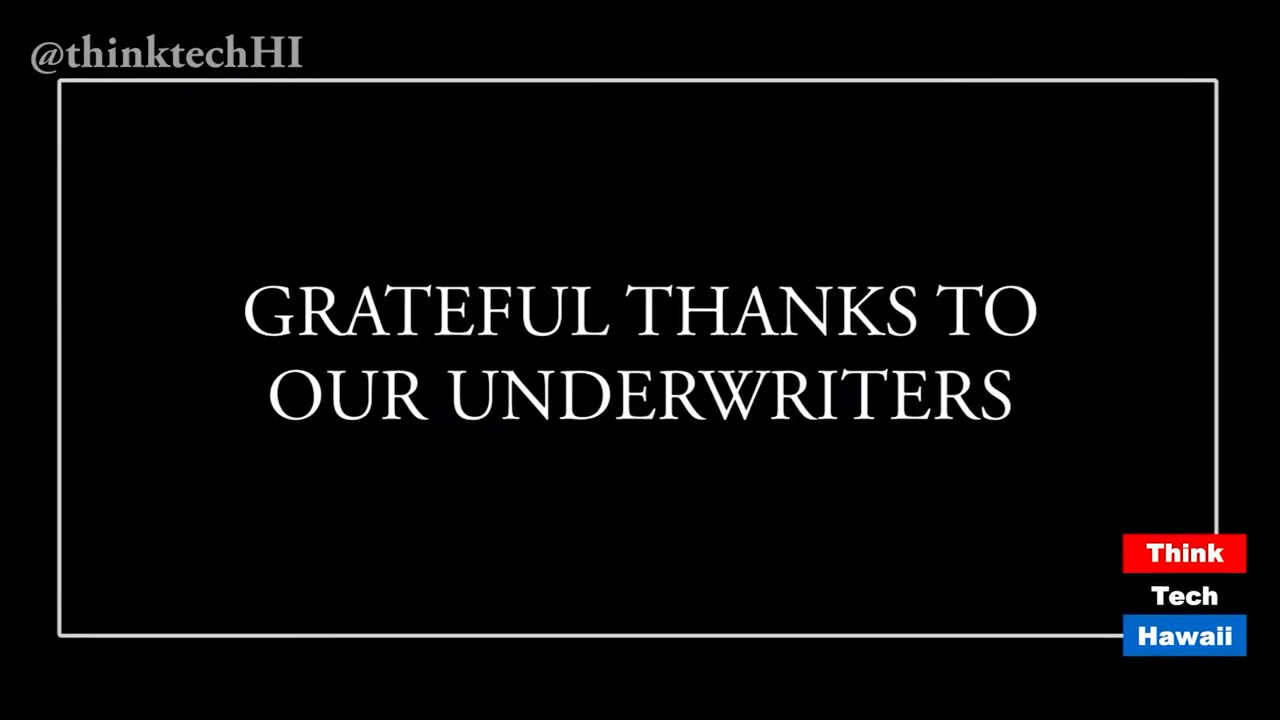 @thinktechHI
GRATEFUL THANKS TO
OUR UNDERWRITERS
Think
Tech
Hawaii